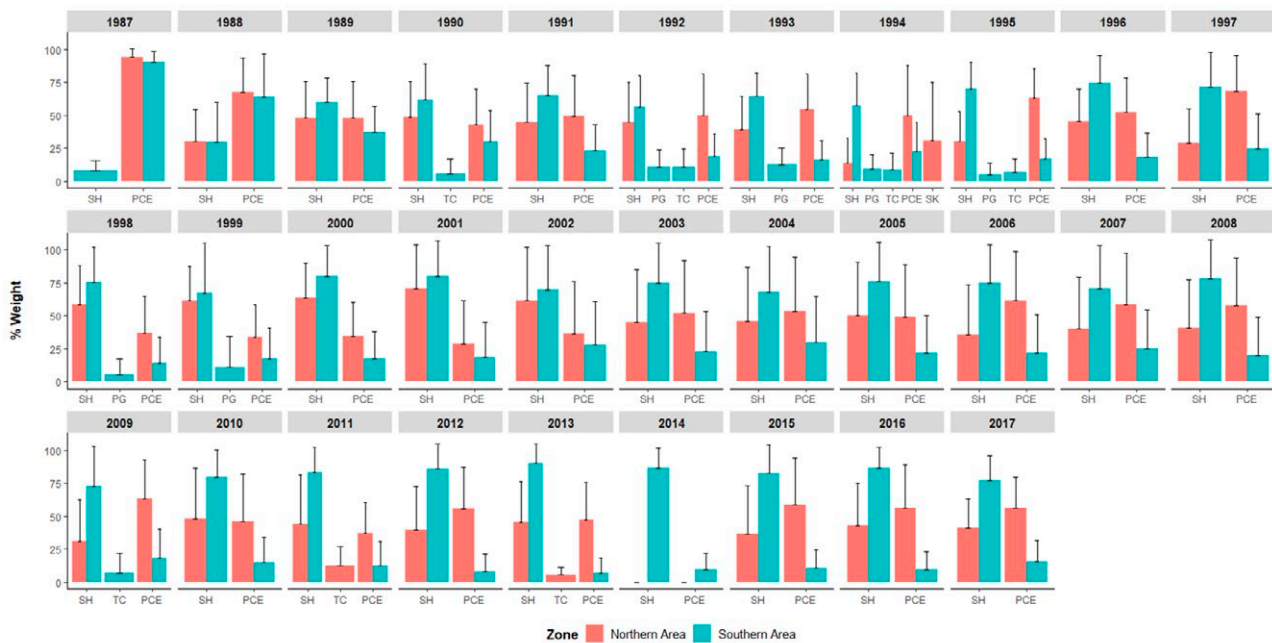 1987 1988 1989 1990 1991 1992 1993 1994 1995 1996 1997
100
75
50
25
0
SH PCE SH PCE SH PCE SH TC PCE SH PCE SH PG TC PCE SH PG PCE SH PG TC PCE SK SH PG TC PCE SH PCE SH PCE
1998 1999 2000 2001 2002 2003 2004 2005 2006 2007 2008
% Weight
100
75
50
25
0
SH PG PCE SH PG PCE SH PCE SH PCE SH PCE SH PCE SH PCE SH PCE SH PCE SH PCE SH PCE
2009 2010 2011 2012 2013 2014 2015 2016 2017
100
75
50
25
0
SH TC PCE SH PCE SH TC PCE SH PCE SH TC PCE SH PCE SH PCE SH PCE SH PCE
Zone Northern Area Southern Area